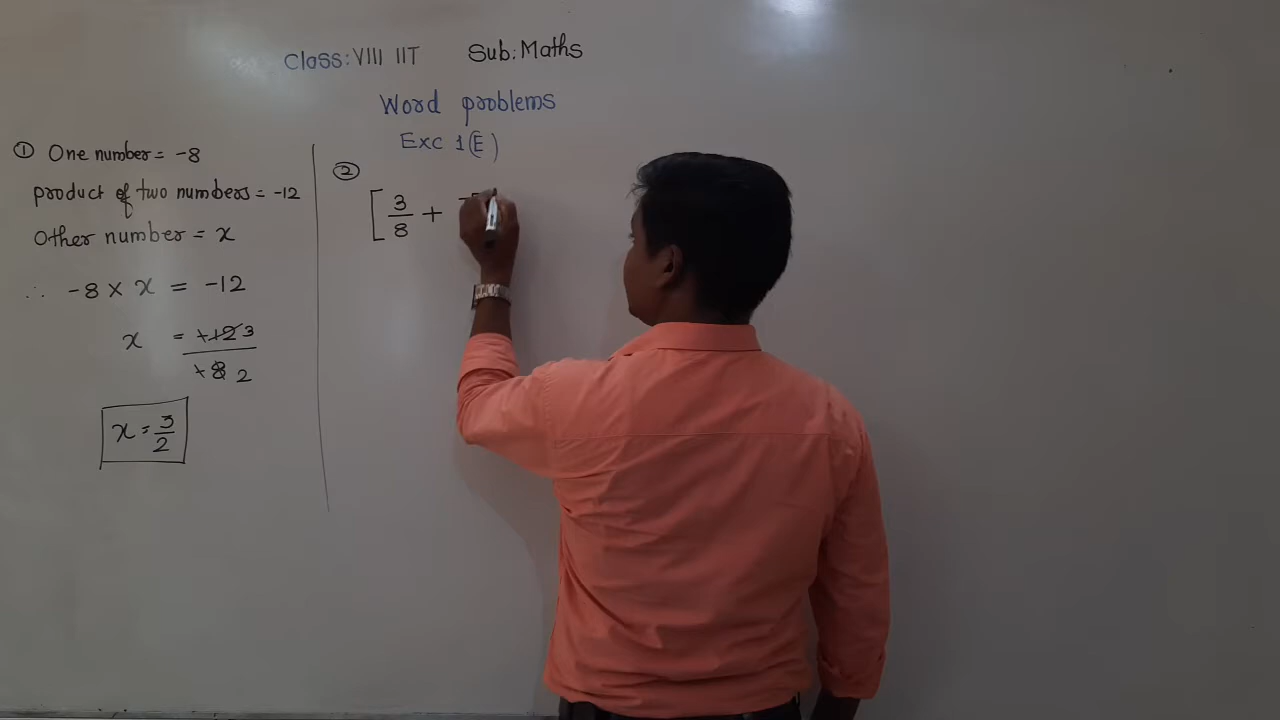 Class: VIII IIT Sub: Maths
Word problems
Exc 1(E)
① One number = -8
product of two numbers = -12
Other number = x
∴ -8 × x = -12
x = -12 3 / -8 2
x = 3/2
②
[ 3/8 +